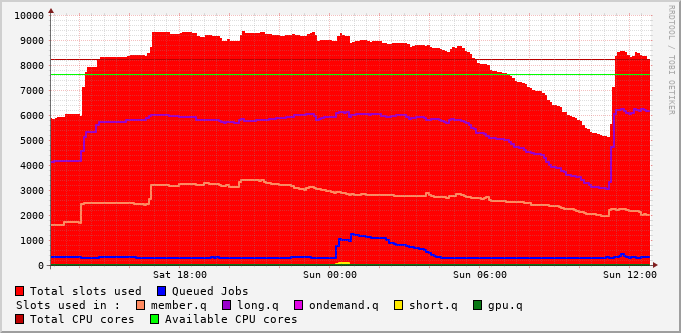 10000
9000
8000
7000
6000
5000
4000
3000
2000
1000
0
Sat 18:00 Sun 00:00 Sun 06:00 Sun 12:00
RRDTOOL / TOBI OETIKER
Total slots used Queued Jobs
Slots used in : member.q long.q ondemand.q short.q gpu.q
Total CPU cores Available CPU cores